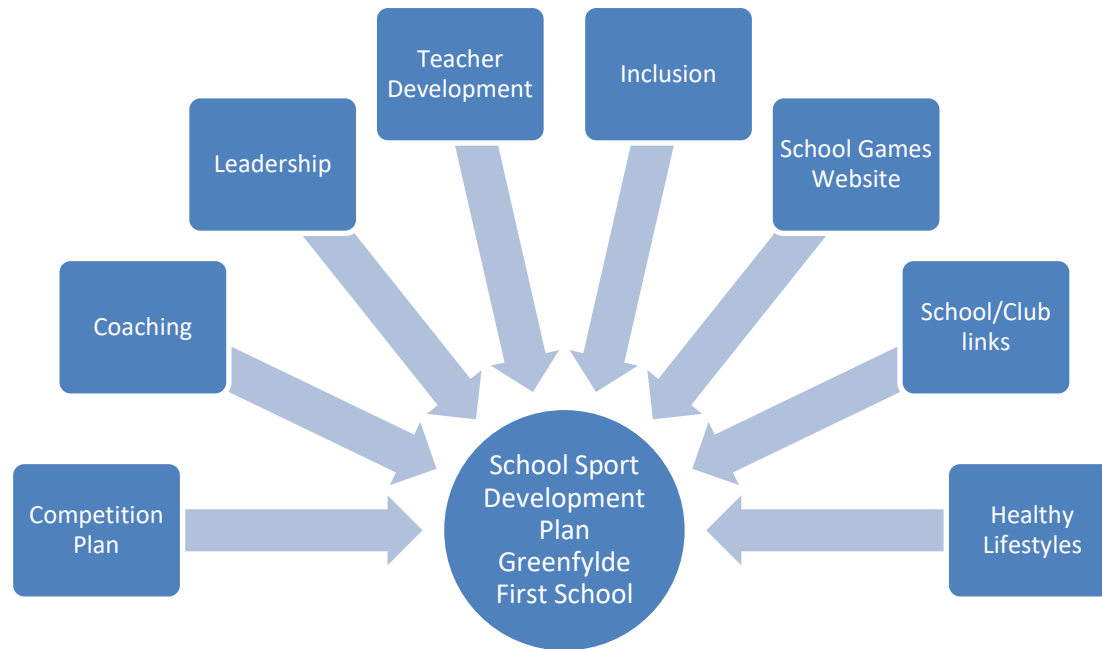 Teacher
Development
Inclusion
Leadership
School Games
Website
Coaching
School/Club
links
Competition
Plan
School Sport
Development
Plan
Greenfylde
First School
Healthy
Lifestyles